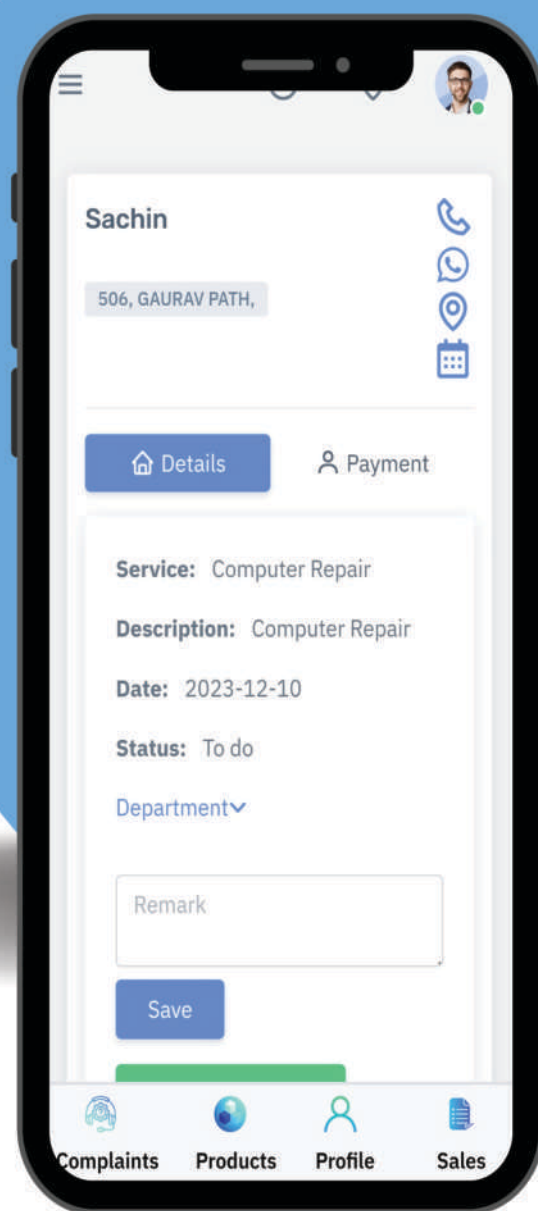 Sachin
506, GAURAV PATH,
Details
Payment
Service: Computer Repair
Description: Computer Repair
Date: 2023-12-10
Status: To do
Department
Remark
Save
Complaints Products Profile Sales